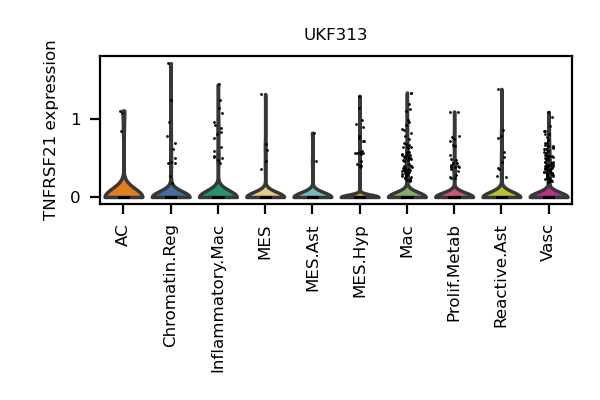 UKF313
TNFRSF21 expression
1
0
AC
Chromatin.Reg
Inflammatory.Mac
MES
MES.Ast
MES.Hyp
Mac
Prolif.Metab
Reactive.Ast
Vasc